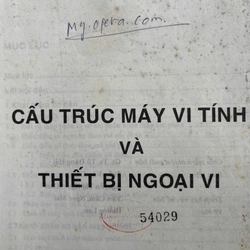 My.opera.com.
CẤU TRÚC MÁY VI TÍNH
VÀ
THIẾT BỊ NGOẠI VI
54029